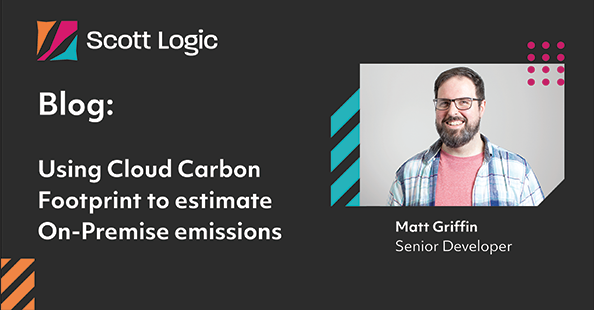 Scott Logic
Blog:
Using Cloud Carbon
Footprint to estimate
On-Premise emissions
Matt Griffin
Senior Developer